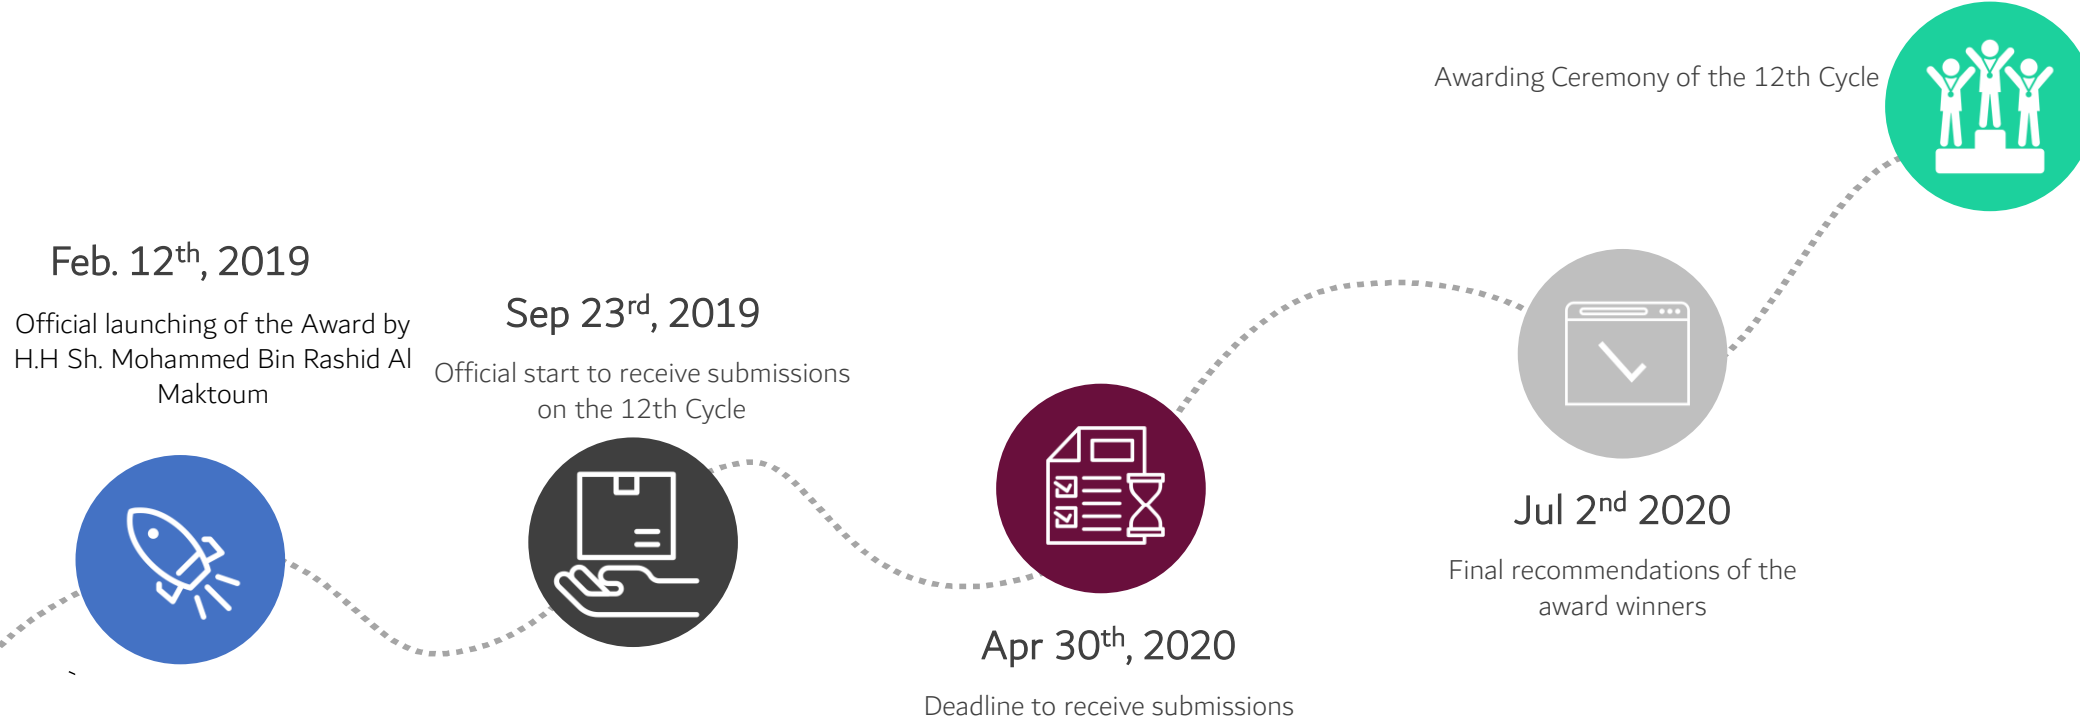 Feb. 12th, 2019
Official launching of the Award by
H.H Sh. Mohammed Bin Rashid Al
Maktoum
Sep 23rd, 2019
Official start to receive submissions
on the 12th Cycle
Apr 30th, 2020
Deadline to receive submissions
Jul 2nd 2020
Final recommendations of the
award winners
Awarding Ceremony of the 12th Cycle